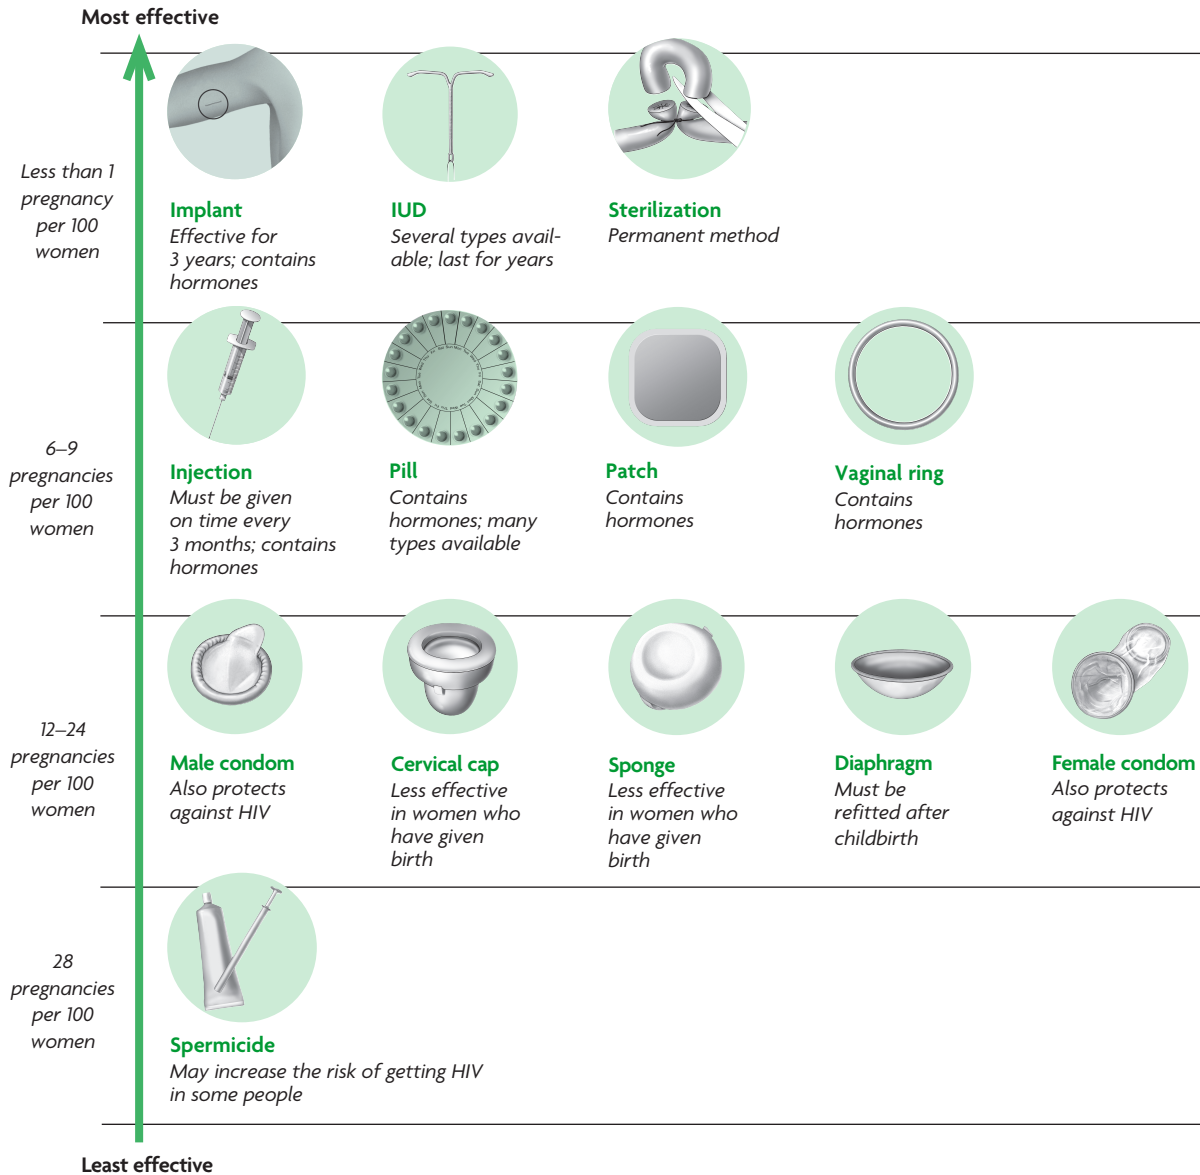 Most effective
Less than 1
pregnancy
per 100
women
Implant
Effective for
3 years; contains
hormones
IUD
Several types avail-
able; last for years
Sterilization
Permanent method
6–9
pregnancies
per 100
women
Injection
Must be given
on time every
3 months; contains
hormones
Pill
Contains
hormones; many
types available
Patch
Contains
hormones
Vaginal ring
Contains
hormones
12–24
pregnancies
per 100
women
Male condom
Also protects
against HIV
Cervical cap
Less effective
in women who
have given
birth
Sponge
Less effective
in women who
have given
birth
Diaphragm
Must be
refitted after
childbirth
Female condom
Also protects
against HIV
28
pregnancies
per 100
women
Spermicide
May increase the risk of getting HIV
in some people
Least effective